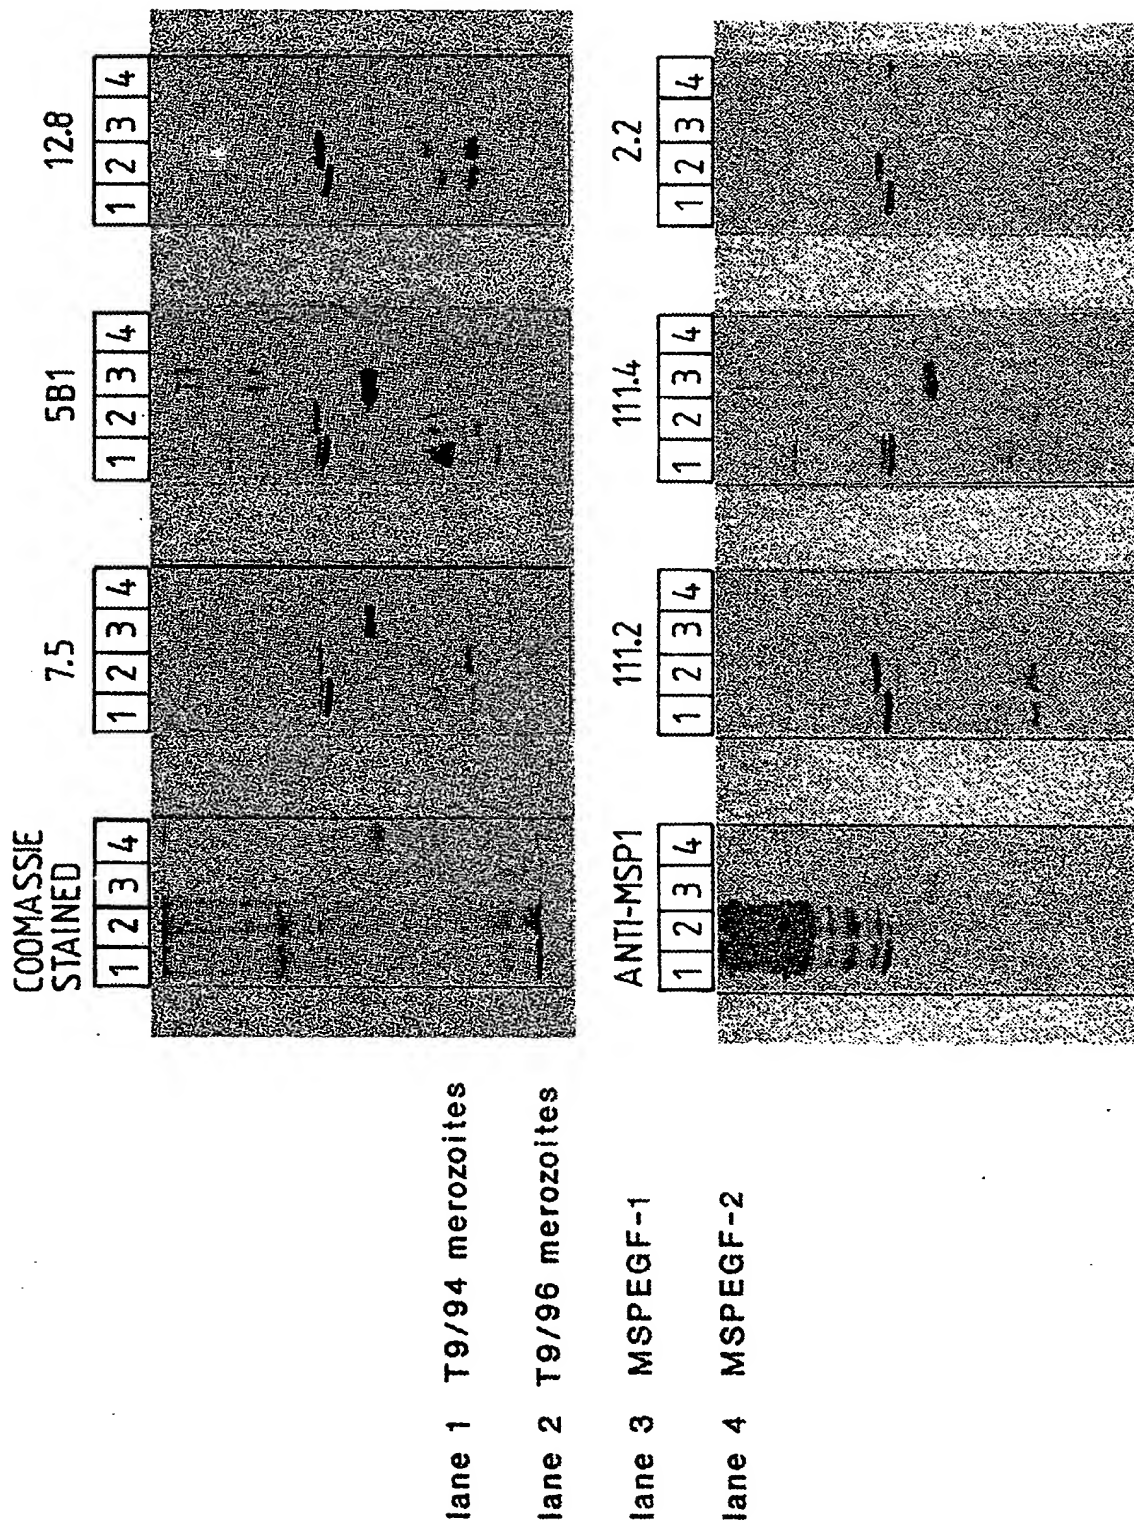 COOMASSIE
STAINED
7.5
5B1
12.8
1 2 3 4
1 2 3 4
1 2 3 4
1 2 3 4
ANTI-MSP1
111.2
111.4
2.2
1 2 3 4
1 2 3 4
1 2 3 4
1 2 3 4
lane 1 T9/94 merozoites
lane 2 T9/96 merozoites
lane 3 MSPEGF-1
lane 4 MSPEGF-2